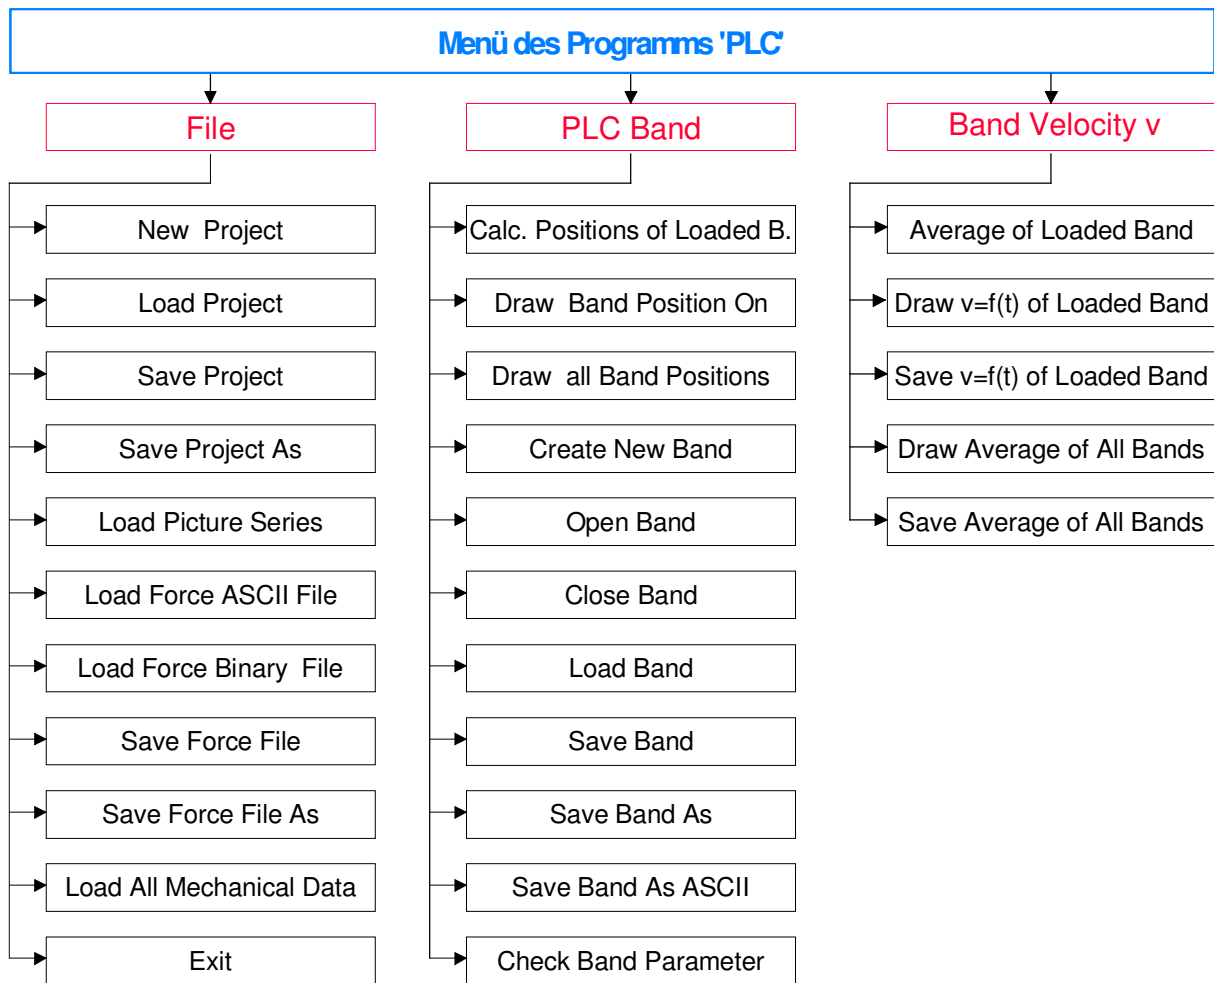 Menü des Programms 'PLC'
File
New Project
Load Project
Save Project
Save Project As
Load Picture Series
Load Force ASCII File
Load Force Binary File
Save Force File
Save Force File As
Load All Mechanical Data
Exit
PLC Band
Calc. Positions of Loaded B.
Draw Band Position On
Draw all Band Positions
Create New Band
Open Band
Close Band
Load Band
Save Band
Save Band As
Save Band As ASCII
Check Band Parameter
Band Velocity v
Average of Loaded Band
Draw v=f(t) of Loaded Band
Save v=f(t) of Loaded Band
Draw Average of All Bands
Save Average of All Bands